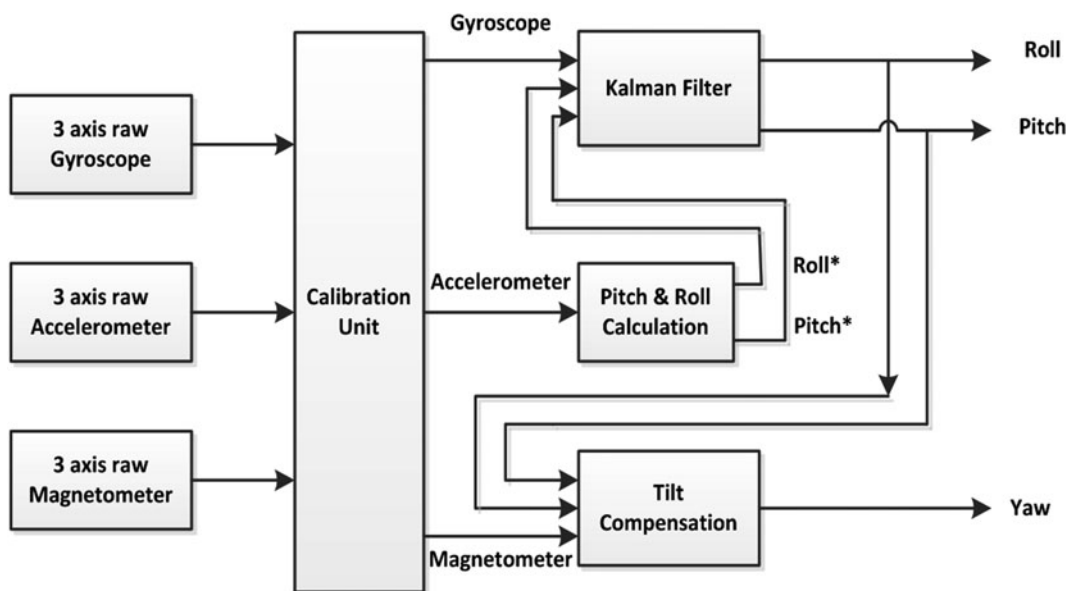 Gyroscope
Roll
Kalman Filter
Pitch
3 axis raw
Gyroscope
3 axis raw
Accelerometer
Calibration
Unit
Accelerometer
Pitch & Roll
Calculation
Roll*
Pitch*
3 axis raw
Magnetometer
Tilt
Compensation
Yaw
Magnetometer